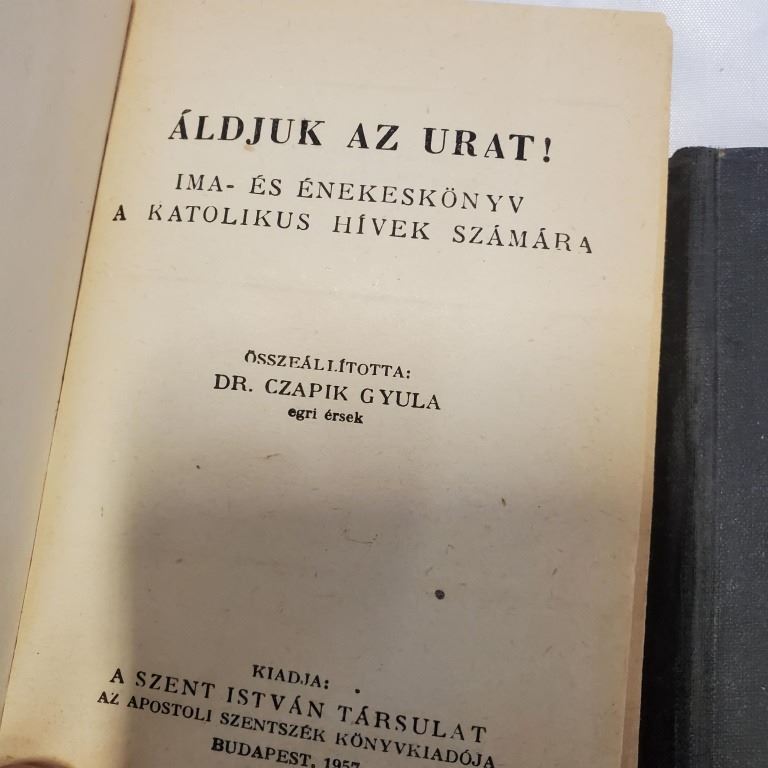 ÁLDJUK AZ URAT!
IMA- ÉS ÉNEKESKÖNYV
A KATOLIKUS HÍVEK SZÁMÁRA
ÖSSZEÁLLÍTOTTA:
DR. CZAPIK GYULA
egri érsek
KIADJA:
A SZENT ISTVÁN TÁRSULAT
AZ APOSTOLI SZENTSZÉK KÖNYVKIADÓJA
BUDAPEST, 1957